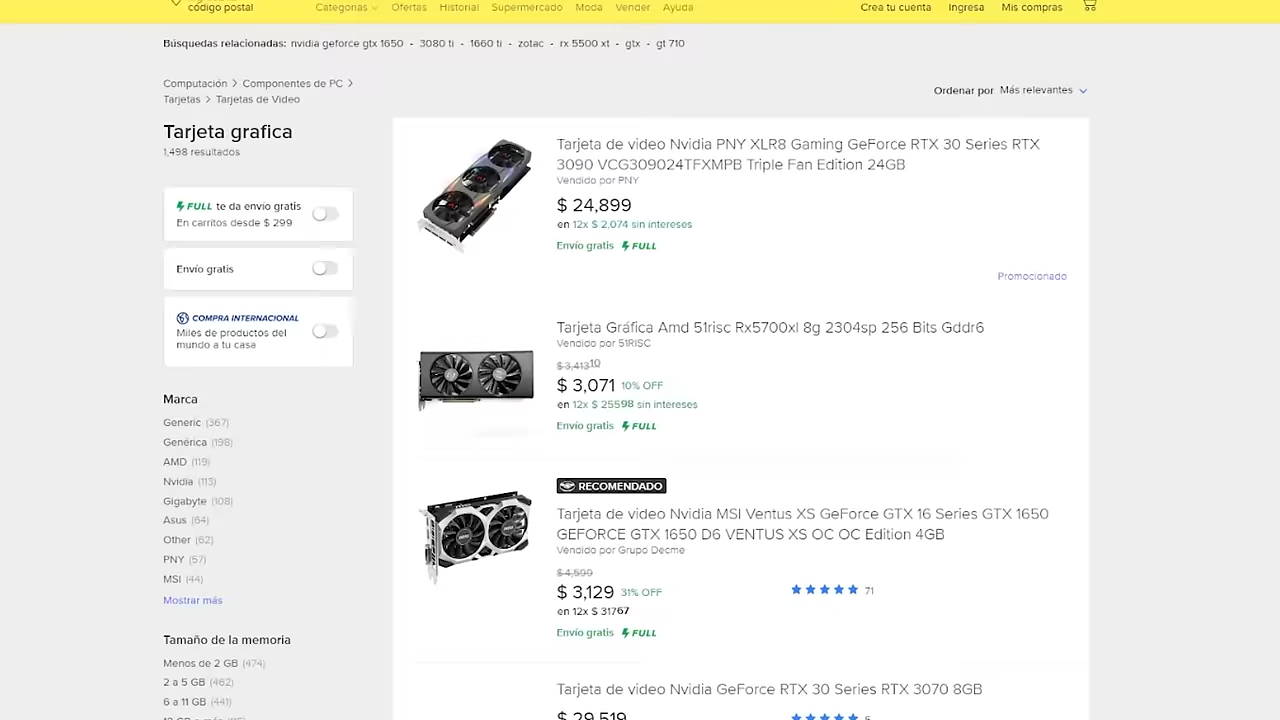 código postal
Categorías
Ofertas
Historial
Supermercado
Moda
Vender
Ayuda
Crea tu cuenta
Ingresa
Mis compras
Búsquedas relacionadas: nvidia geforce gtx 1650 - 3080 ti - 1660 ti - zotac - rx 5500 xt - gtx - gt 710
Computación > Componentes de PC >
Tarjetas > Tarjetas de Video
Ordenar por Más relevantes
Tarjeta grafica
1,498 resultados
FULL te da envío gratis
En carritos desde $ 299
Envío gratis
COMPRA INTERNACIONAL
Miles de productos del
mundo a tu casa
Marca
Generic (367)
Genérica (198)
AMD (119)
Nvidia (113)
Gigabyte (108)
Asus (64)
Other (62)
PNY (57)
MSI (44)
Mostrar más
Tamaño de la memoria
Menos de 2 GB (474)
2 a 5 GB (462)
6 a 11 GB (441)
Tarjeta de video Nvidia PNY XLR8 Gaming GeForce RTX 30 Series RTX
3090 VCG309024TFXMPB Triple Fan Edition 24GB
Vendido por PNY
$ 24,899
en 12x $ 2,074 sin intereses
Envío gratis FULL
Promocionado
Tarjeta Gráfica Amd 51risc Rx5700xl 8g 2304sp 256 Bits Gddr6
Vendido por 51RISC
$ 3,413 10
$ 3,071 10% OFF
en 12x $ 255 98 sin intereses
Envío gratis FULL
RECOMENDADO
Tarjeta de video Nvidia MSI Ventus XS GeForce GTX 16 Series GTX 1650
GEFORCE GTX 1650 D6 VENTUS XS OC OC Edition 4GB
Vendido por Grupo Decme
$ 4,599
$ 3,129 31% OFF
71
en 12x $ 317 67
Envío gratis FULL
Tarjeta de video Nvidia GeForce RTX 30 Series RTX 3070 8GB
$ 29,519